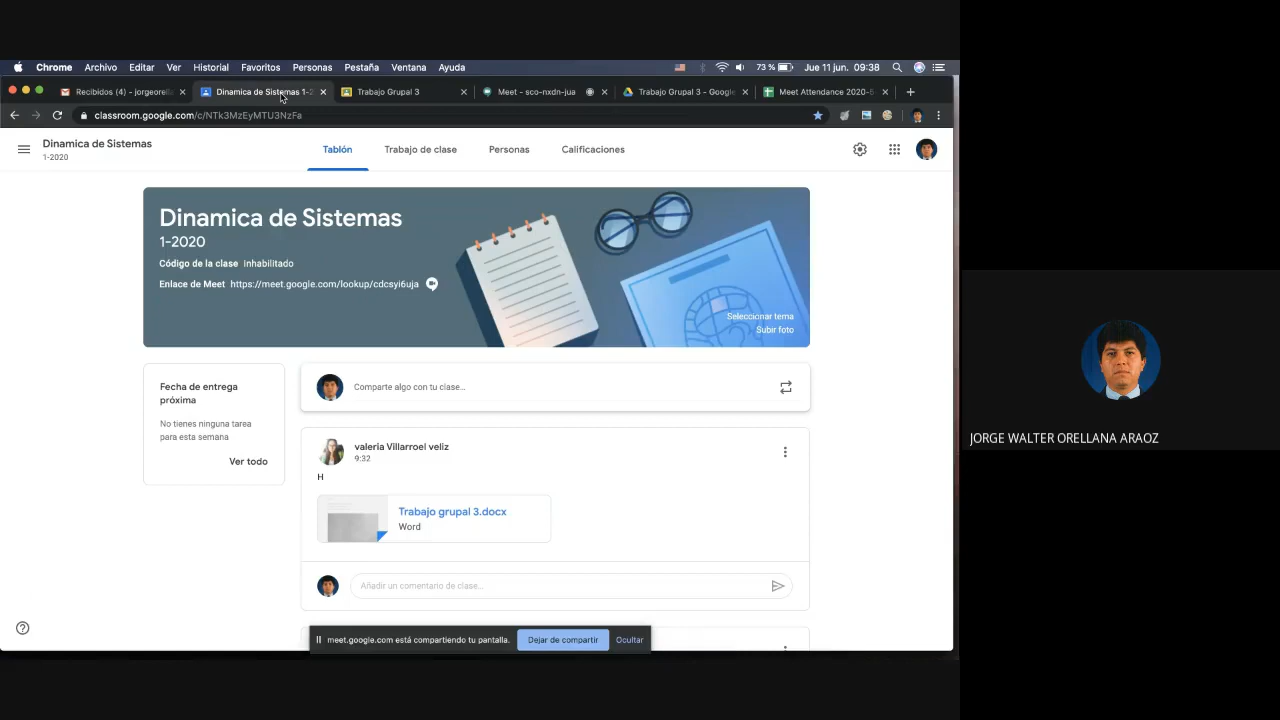 Chrome Archivo Editar Ver Historial Favoritos Personas Pestaña Ventana Ayuda 73 % Jue 11 jun. 09:38
Recibidos (4) - jorgeorell Dinamica de Sistemas 1-2 Trabajo Grupal 3 Meet - sco-nxdn-jua Trabajo Grupal 3 - Google Meet Attendance 2020-
classroom.google.com/c/NTk3MzEyMTU3NzFa
Dinamica de Sistemas
1-2020
Tablón Trabajo de clase Personas Calificaciones
Dinamica de Sistemas
1-2020
Código de la clase inhabilitado
Enlace de Meet https://meet.google.com/lookup/cdcsyi6uja
Seleccionar tema
Subir foto
Fecha de entrega
próxima
No tienes ninguna tarea
para esta semana
Ver todo
Comparte algo con tu clase...
valeria Villarroel veliz
9:32
H
Trabajo grupal 3.docx
Word
Añadir un comentario de clase...
meet.google.com está compartiendo tu pantalla. Dejar de compartir Ocultar
JORGE WALTER ORELLANA ARAOZ